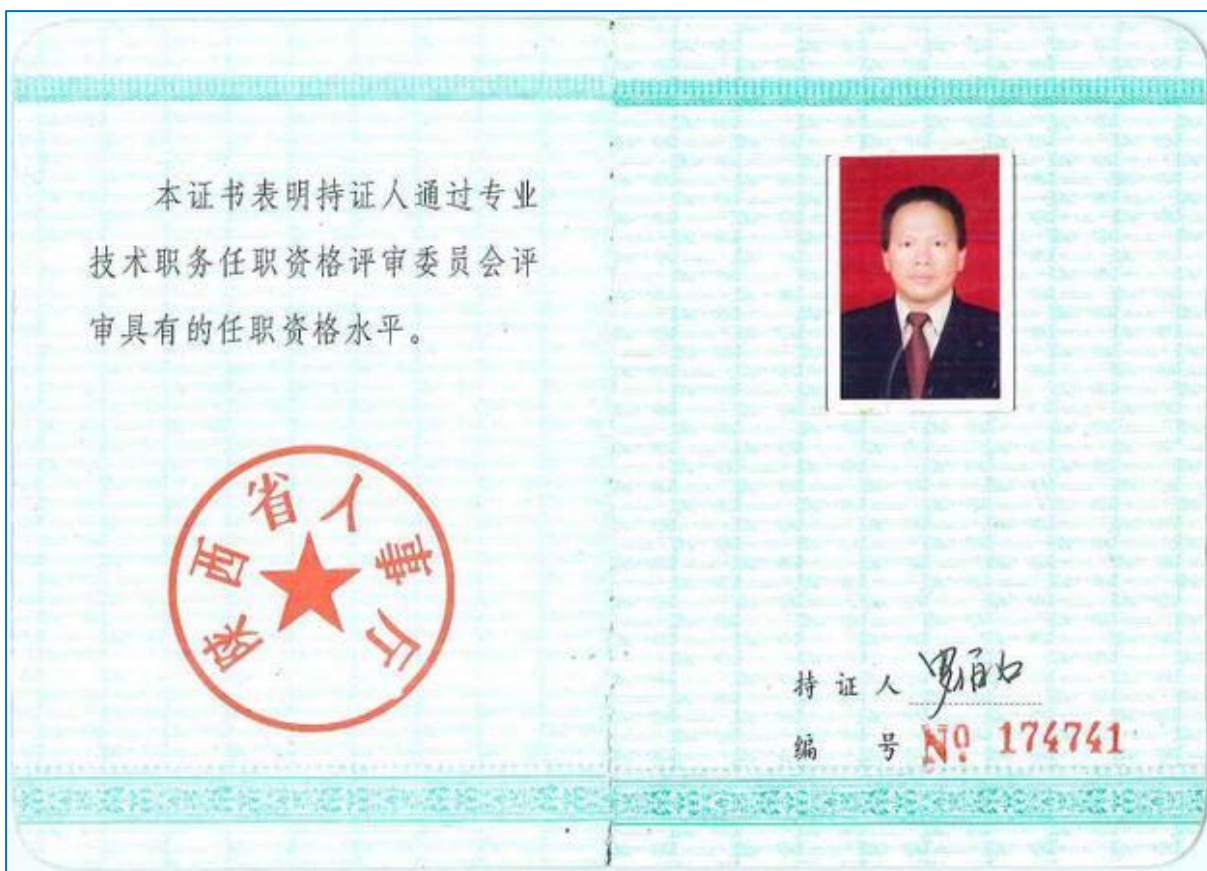 本证书表明持证人通过专业
技术职务任职资格评审委员会评
审具有的任职资格水平。
陕西省人事厅
持证人
编 号 No 174741